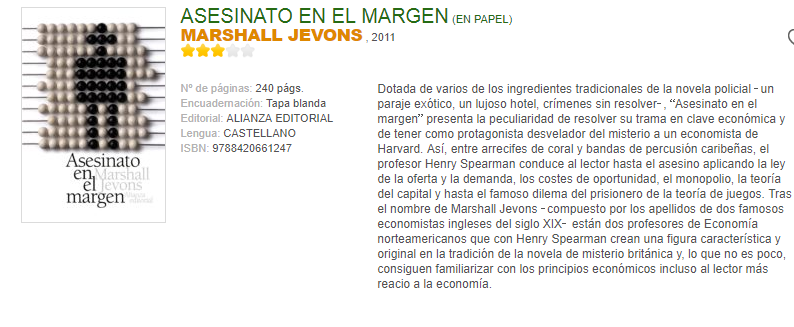 ASESINATO EN EL MARGEN (EN PAPEL)
MARSHALL JEVONS , 2011
Nº de páginas: 240 págs.
Encuadernación: Tapa blanda
Editorial: ALIANZA EDITORIAL
Lengua: CASTELLANO
ISBN: 9788420661247
Dotada de varios de los ingredientes tradicionales de la novela policial - un
paraje exótico, un lujoso hotel, crímenes sin resolver- , “Asesinato en el
margen” presenta la peculiaridad de resolver su trama en clave económica y
de tener como protagonista desvelador del misterio a un economista de
Harvard. Así, entre arrecifes de coral y bandas de percusión caribeñas, el
profesor Henry Spearman conduce al lector hasta el asesino aplicando la ley
de la oferta y la demanda, los costes de oportunidad, el monopolio, la teoría
del capital y hasta el famoso dilema del prisionero de la teoría de juegos. Tras
el nombre de Marshall Jevons - compuesto por los apellidos de dos famosos
economistas ingleses del siglo XIX- están dos profesores de Economía
norteamericanos que con Henry Spearman crean una figura característica y
original en la tradición de la novela de misterio británica y, lo que no es poco,
consiguen familiarizar con los principios económicos incluso al lector más
reacio a la economía.
Asesinato
en Marshall
el Jevons
margen Alianza editorial